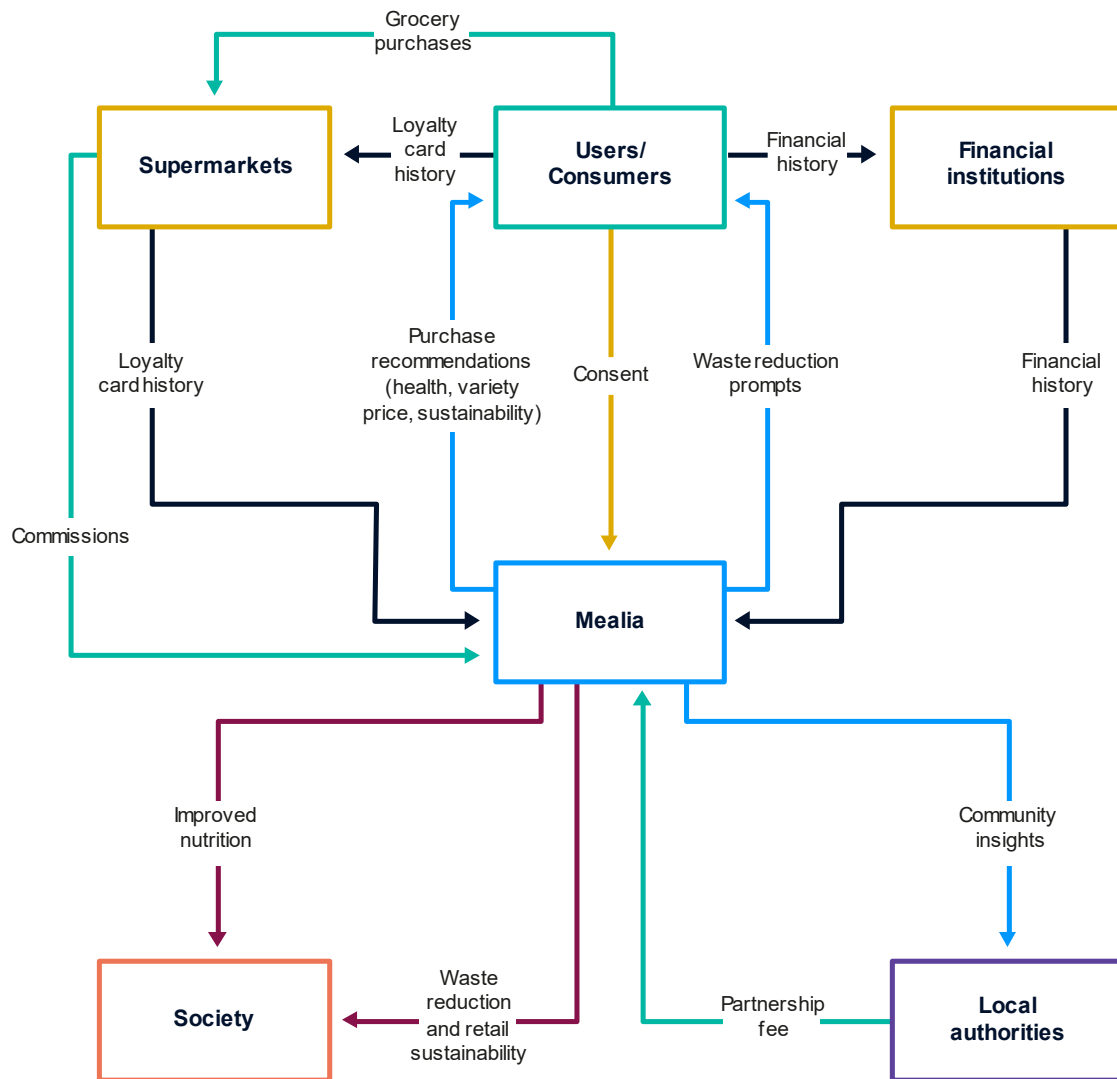 Grocery
purchases
Supermarkets
Loyalty
card
history
Users/
Consumers
Financial
history
Financial
institutions
Loyalty
card history
Purchase
recommendations
(health, variety
price, sustainability)
Consent
Waste reduction
prompts
Financial
history
Commissions
Mealia
Improved
nutrition
Community
insights
Society
Waste
reduction
and retail
sustainability
Partnership
fee
Local
authorities